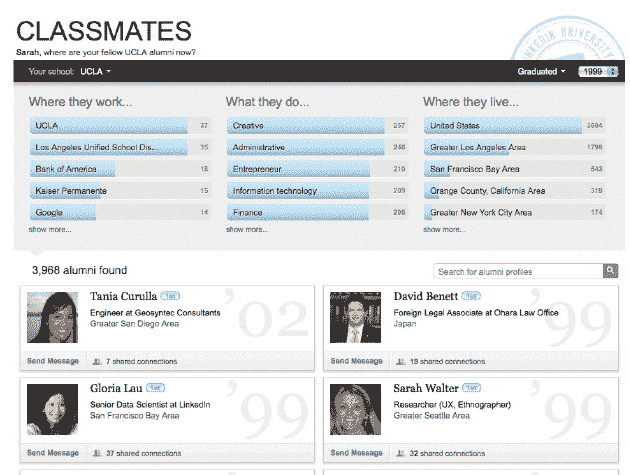 CLASSMATES
Sarah, where are your fellow UCLA alumni now?
LINKEDIN UNIVERSITY
Your school: UCLA
Graduated 1999
Where they work...
UCLA 37
Los Angeles Unified School Dis... 35
Bank of America 18
Kaiser Permanente 15
Google 14
show more...
What they do...
Creative 257
Administrative 248
Entrepreneur 210
Information technology 209
Finance 208
show more...
Where they live...
United States 3594
Greater Los Angeles Area 1798
San Francisco Bay Area 543
Orange County, California Area 318
Greater New York City Area 174
show more...
3,968 alumni found
Search for alumni profiles
Tania Curulla 1st
Engineer at Geosyntec Consultants
Greater San Diego Area
'02
Send Message 7 shared connections
David Benett 1st
Foreign Legal Associate at Ohara Law Office
Japan
'99
Send Message 19 shared connections
Gloria Lau 1st
Senior Data Scientist at LinkedIn
San Francisco Bay Area
'99
Send Message 37 shared connections
Sarah Walter 1st
Researcher (UX, Ethnographer)
Greater Seattle Area
'99
Send Message 32 shared connections